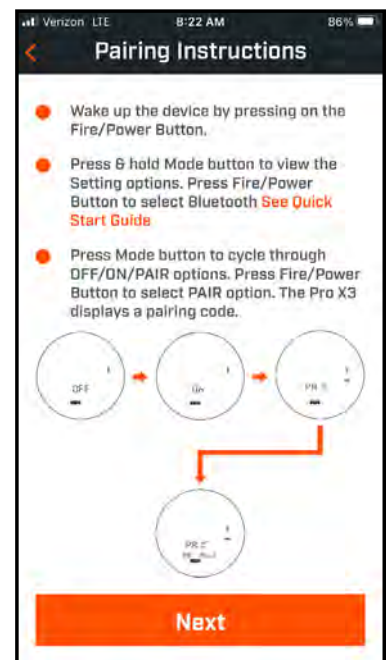 Verizon LTE 8:22 AM 86%
Pairing Instructions
Wake up the device by pressing on the
Fire/Power Button.
Press & hold Mode button to view the
Setting options. Press Fire/Power
Button to select Bluetooth See Quick
Start Guide
Press Mode button to cycle through
OFF/ON/PAIR options. Press Fire/Power
Button to select PAIR option. The Pro X3
displays a pairing code.
OFF
On
Next